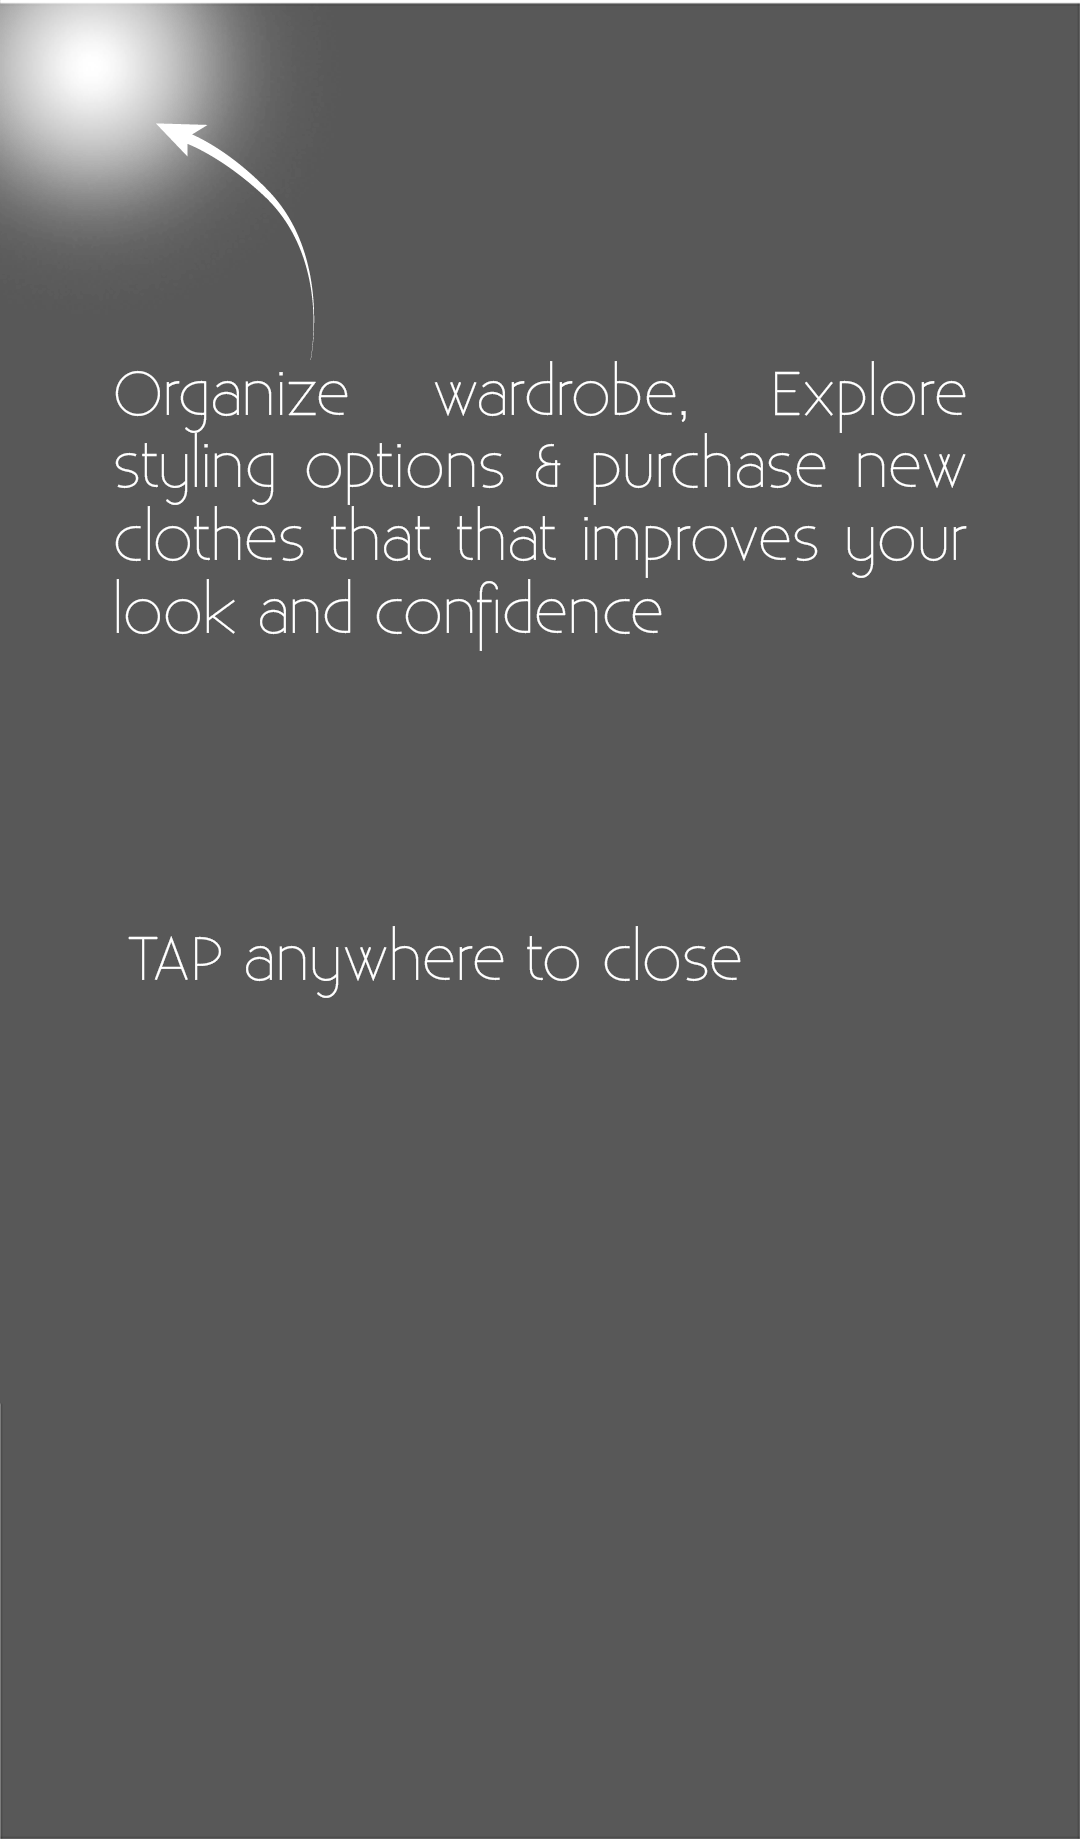 Organize wardrobe, Explore
styling options & purchase new
clothes that that improves your
look and confidence
TAP anywhere to close